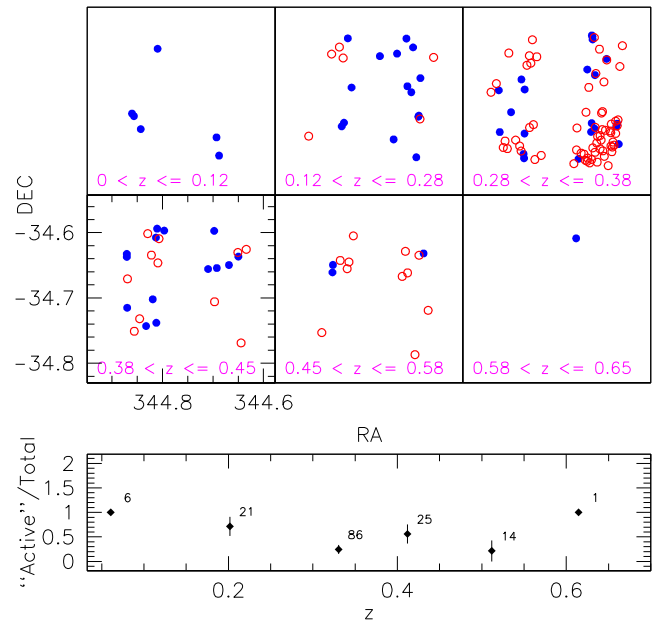 0 < z <= 0.12
0.12 < z <= 0.28
0.28 < z <= 0.38
DEC
-34.6
-34.7
-34.8
0.38 < z <= 0.45
0.45 < z <= 0.58
0.58 < z <= 0.65
344.8
344.6
RA
"Active"/Total
2
1.5
1
0.5
0
6
21
86
25
14
1
0.2
0.4
0.6
z